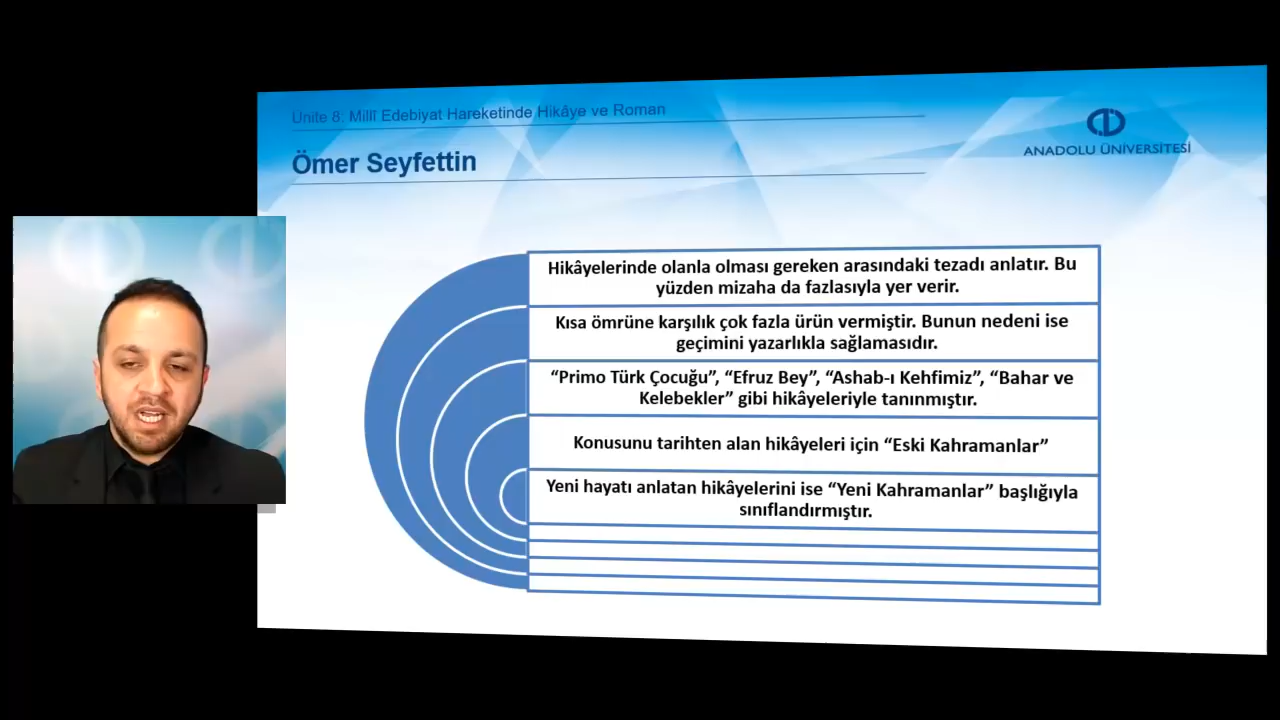 Ünite 8: Millî Edebiyat Hareketinde Hikâye ve Roman
Ömer Seyfettin
ANADOLU ÜNİVERSİTESİ
Hikâyelerinde olanla olması gereken arasındaki tezadı anlatır. Bu
yüzden mizaha da fazlasıyla yer verir.
Kısa ömrüne karşılık çok fazla ürün vermiştir. Bunun nedeni ise
geçimini yazarlıkla sağlamasıdır.
“Primo Türk Çocuğu”, “Efruz Bey”, “Ashab-ı Kehfimiz”, “Bahar ve
Kelebekler” gibi hikâyeleriyle tanınmıştır.
Konusunu tarihten alan hikâyeleri için “Eski Kahramanlar”
Yeni hayatı anlatan hikâyelerini ise “Yeni Kahramanlar” başlığıyla
sınıflandırmıştır.